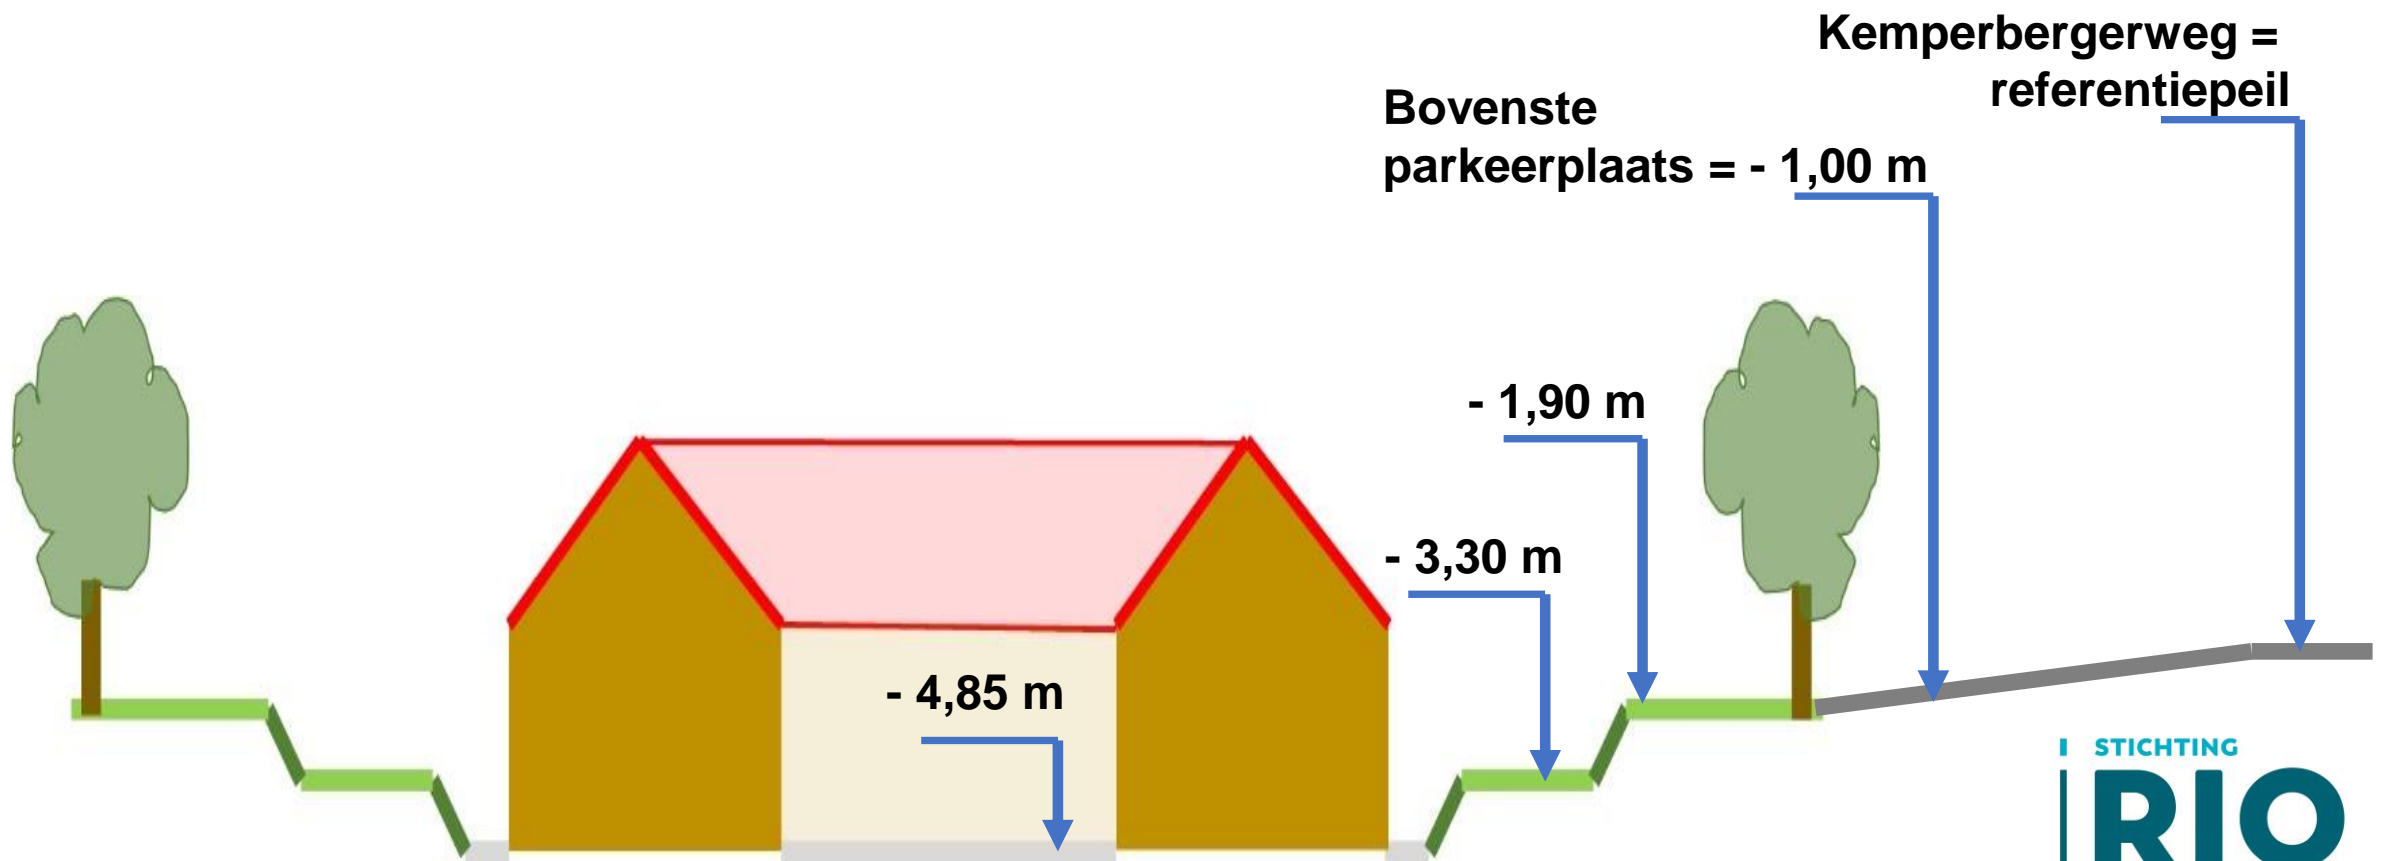 Kemperbergerweg =
referentiepeil
Bovenste
parkeerplaats = - 1,00 m
- 1,90 m
- 3,30 m
- 4,85 m
STICHTING
RIO